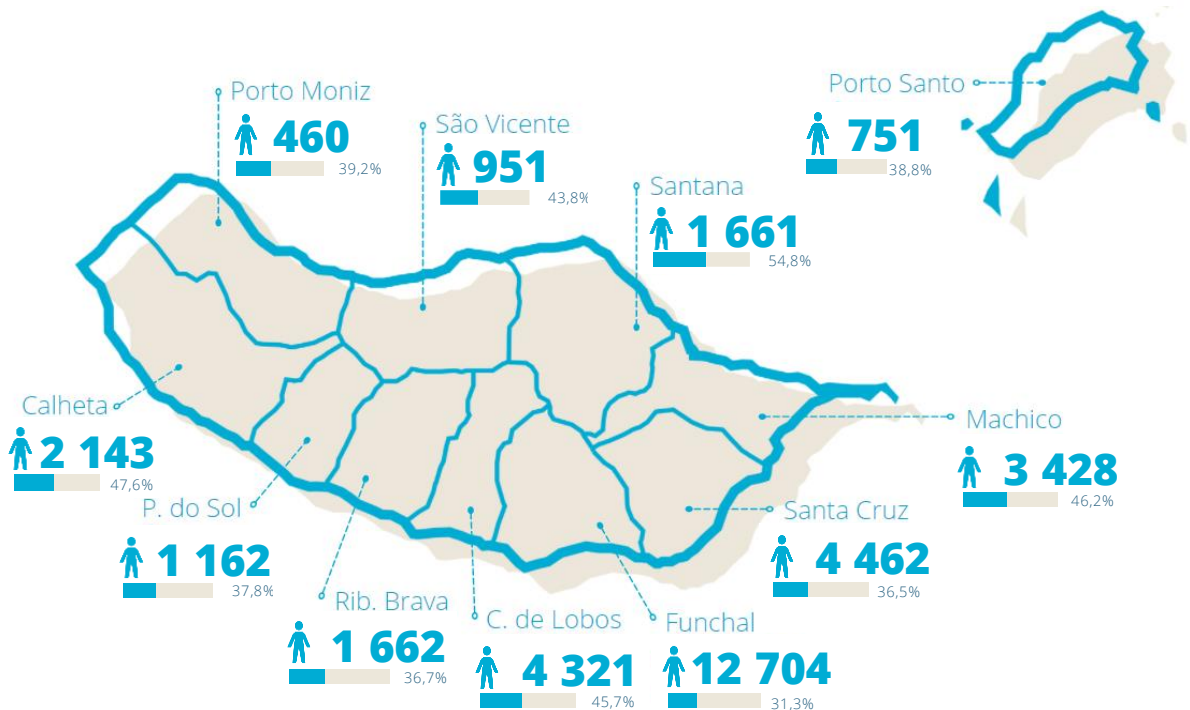 Porto Moniz
460
39,2%
São Vicente
951
43,8%
Santana
1 661
54,8%
Porto Santo
751
38,8%
Calheta
2 143
47,6%
P. do Sol
1 162
37,8%
Rib. Brava
1 662
36,7%
C. de Lobos
4 321
45,7%
Funchal
12 704
31,3%
Santa Cruz
4 462
36,5%
Machico
3 428
46,2%